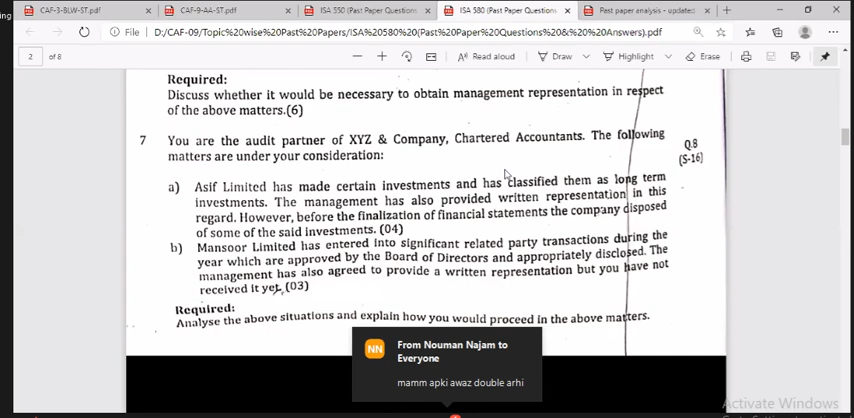 ing
CAF-3-BLW-ST.pdf
CAF-9-AA-ST.pdf
ISA 550 (Past Paper Questions
ISA 580 (Past Paper Questions
Past paper analysis - updated
File
D:/CAF-09/Topic%20wise%20Past%20Papers/ISA%20580%20(Past%20Paper%20Questions%20&%20%20Answers).pdf
2 of 8
Read aloud
Draw
Highlight
Erase
Required:
Discuss whether it would be necessary to obtain management representation in respect
of the above matters.(6)
7 You are the audit partner of XYZ & Company, Chartered Accountants. The following
matters are under your consideration:
Q.8
(S-16)
a) Asif Limited has made certain investments and has classified them as long term
investments. The management has also provided written representation in this
regard. However, before the finalization of financial statements the company disposed
of some of the said investments. (04)
b) Mansoor Limited has entered into significant related party transactions during the
year which are approved by the Board of Directors and appropriately disclosed. The
management has also agreed to provide a written representation but you have not
received it yet. (03)
Required:
Analyse the above situations and explain how you would proceed in the above matters.
NN
From Nouman Najam to
Everyone
mamm apki awaz double arhi
Activate Windows